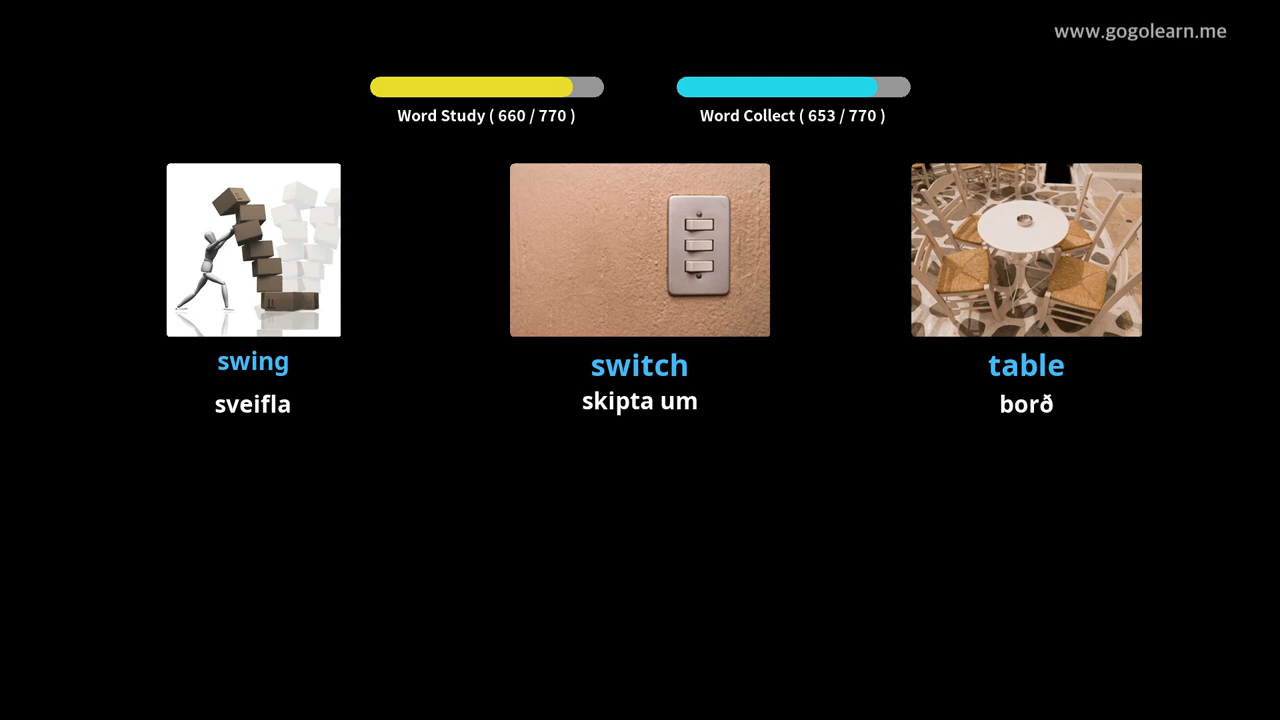 www.gogolearn.me
Word Study ( 660 / 770 )
Word Collect ( 653 / 770 )
swing
switch
table
sveifla
skipta um
borð